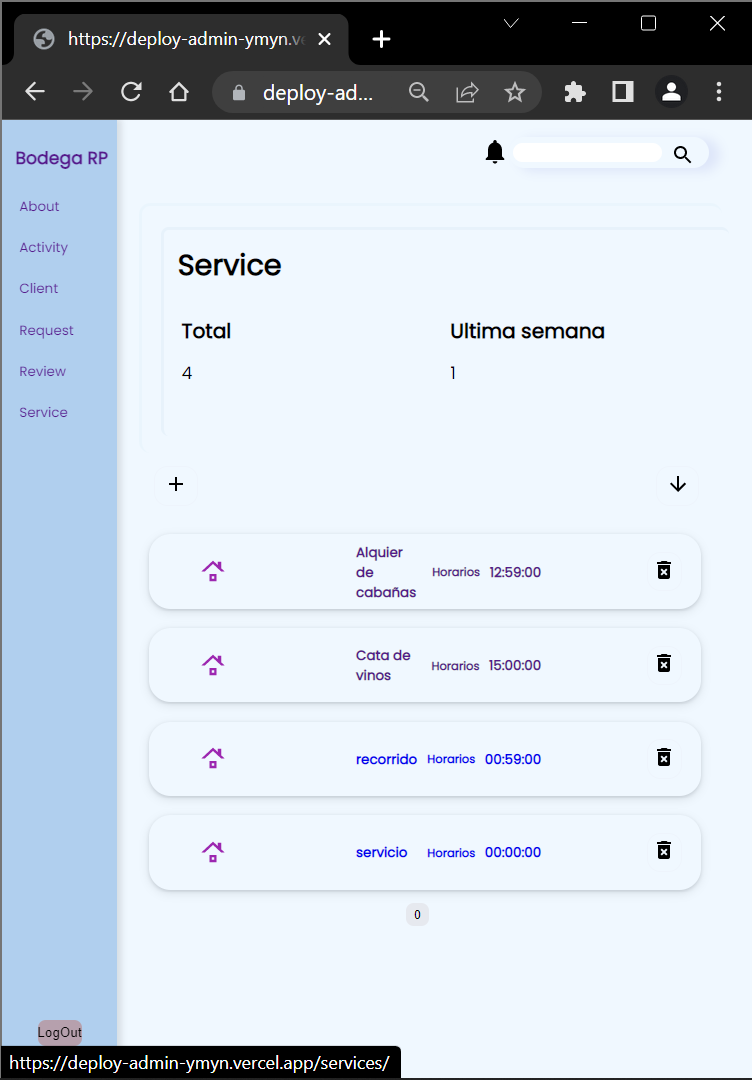 https://deploy-admin-ymyn.v
deploy-ad...
Bodega RP
About
Activity
Client
Request
Review
Service
Service
Total
Ultima semana
4
1
Alquier
de
cabañas
Horarios 12:59:00
Cata de
vinos
Horarios 15:00:00
recorrido Horarios 00:59:00
servicio Horarios 00:00:00
0
LogOut
https://deploy-admin-ymyn.vercel.app/services/